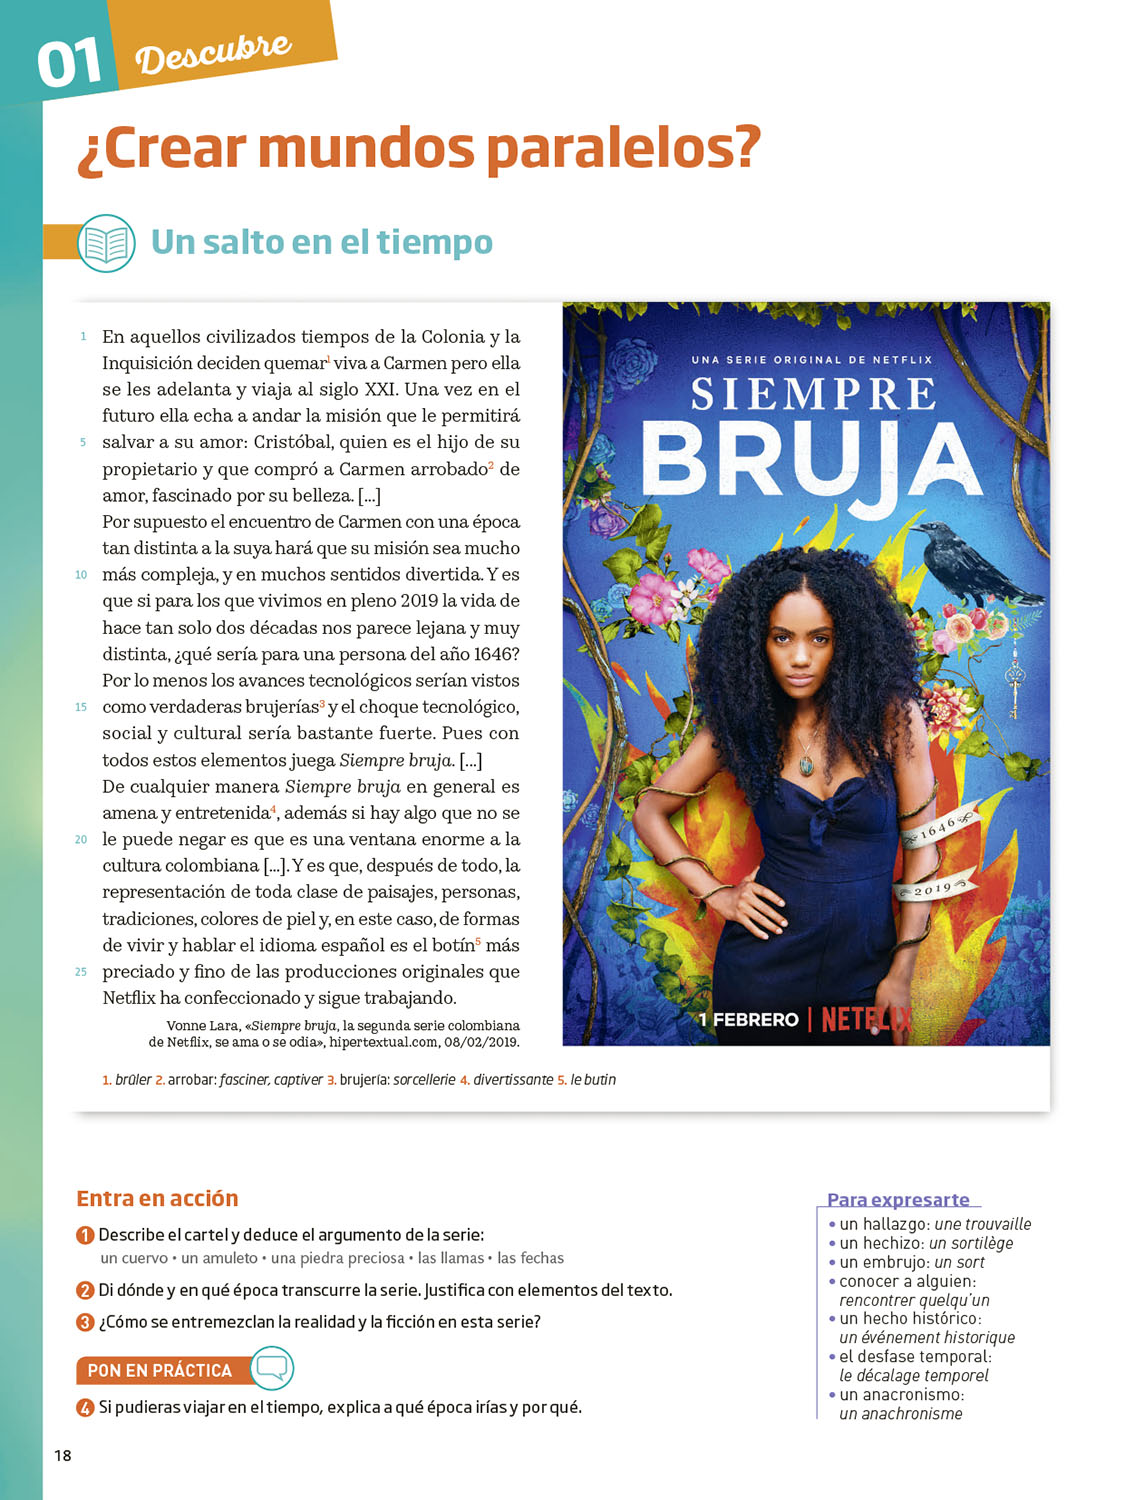 01 Descubre
¿Crear mundos paralelos?
Un salto en el tiempo
1 En aquellos civilizados tiempos de la Colonia y la
Inquisición deciden quemar1 viva a Carmen pero ella
se les adelanta y viaja al siglo XXI. Una vez en el
futuro ella echa a andar la misión que le permitirá
5 salvar a su amor: Cristóbal, quien es el hijo de su
propietario y que compró a Carmen arrobado2 de
amor, fascinado por su belleza. [...]
Por supuesto el encuentro de Carmen con una época
tan distinta a la suya hará que su misión sea mucho
10 más compleja, y en muchos sentidos divertida. Y es
que si para los que vivimos en pleno 2019 la vida de
hace tan solo dos décadas nos parece lejana y muy
distinta, ¿qué sería para una persona del año 1646?
Por lo menos los avances tecnológicos serían vistos
15 como verdaderas brujerías3 y el choque tecnológico,
social y cultural sería bastante fuerte. Pues con
todos estos elementos juega Siempre bruja. [...]
De cualquier manera Siempre bruja en general es
amena y entretenida4, además si hay algo que no se
20 le puede negar es que es una ventana enorme a la
cultura colombiana [...]. Y es que, después de todo, la
representación de toda clase de paisajes, personas,
tradiciones, colores de piel y, en este caso, de formas
de vivir y hablar el idioma español es el botín5 más
25 preciado y fino de las producciones originales que
Netflix ha confeccionado y sigue trabajando.
Vonne Lara, «Siempre bruja, la segunda serie colombiana
de Netflix, se ama o se odia», hipertextual.com, 08/02/2019.
UNA SERIE ORIGINAL DE NETFLIX
SIEMPRE
BRUJA
1646
2019
1 FEBRERO | NETFLIX
1. brûler 2. arrobar: fasciner, captiver 3. brujería: sorcellerie 4. divertissante 5. le butin
Entra en acción
1 Describe el cartel y deduce el argumento de la serie:
un cuervo • un amuleto • una piedra preciosa • las llamas • las fechas
2 Di dónde y en qué época transcurre la serie. Justifica con elementos del texto.
3 ¿Cómo se entremezclan la realidad y la ficción en esta serie?
PON EN PRÁCTICA
4 Si pudieras viajar en el tiempo, explica a qué época irías y por qué.
Para expresarte
• un hallazgo: une trouvaille
• un hechizo: un sortilège
• un embrujo: un sort
• conocer a alguien:
rencontrer quelqu'un
• un hecho histórico:
un événement historique
• el desfase temporal:
le décalage temporel
• un anacronismo:
un anachronisme
18